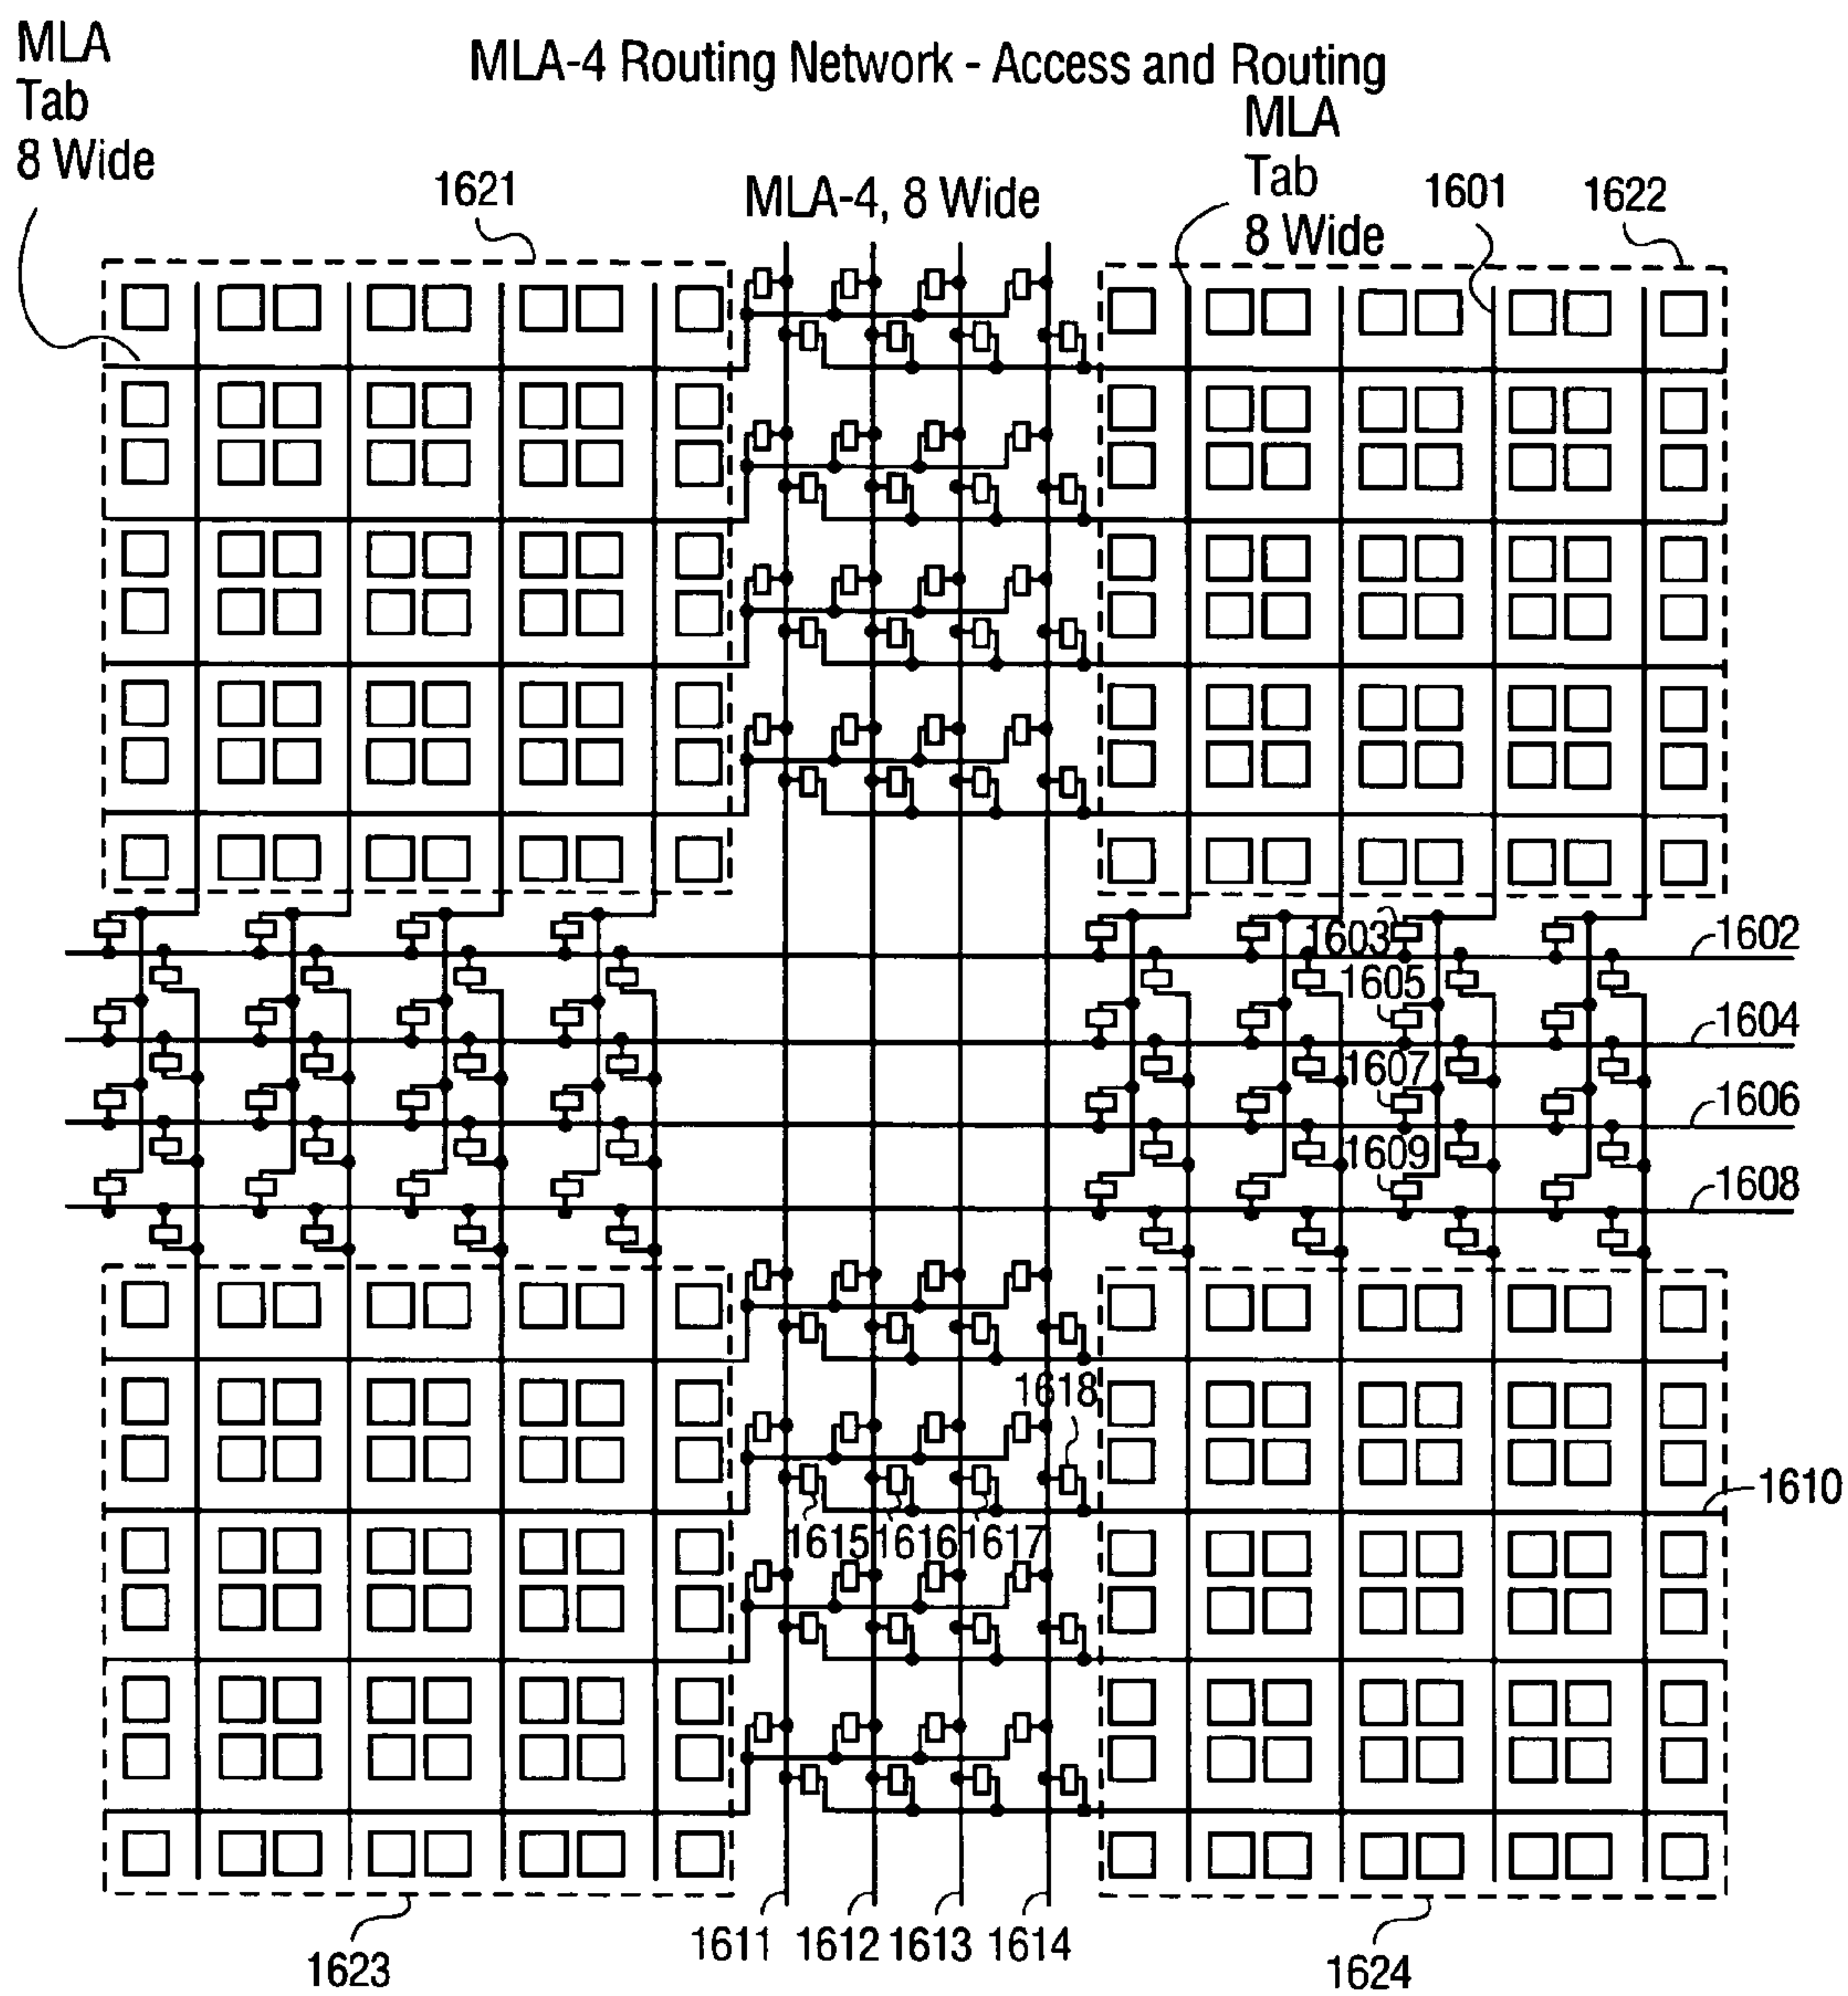 MLA
Tab
8 Wide
MLA-4 Routing Network - Access and Routing
MLA
Tab
8 Wide
1621
MLA-4, 8 Wide
1601
1622
1603
1602
1605
1604
1607
1606
1609
1608
1618
1610
1615 1616 1617
1611 1612 1613 1614
1623
1624